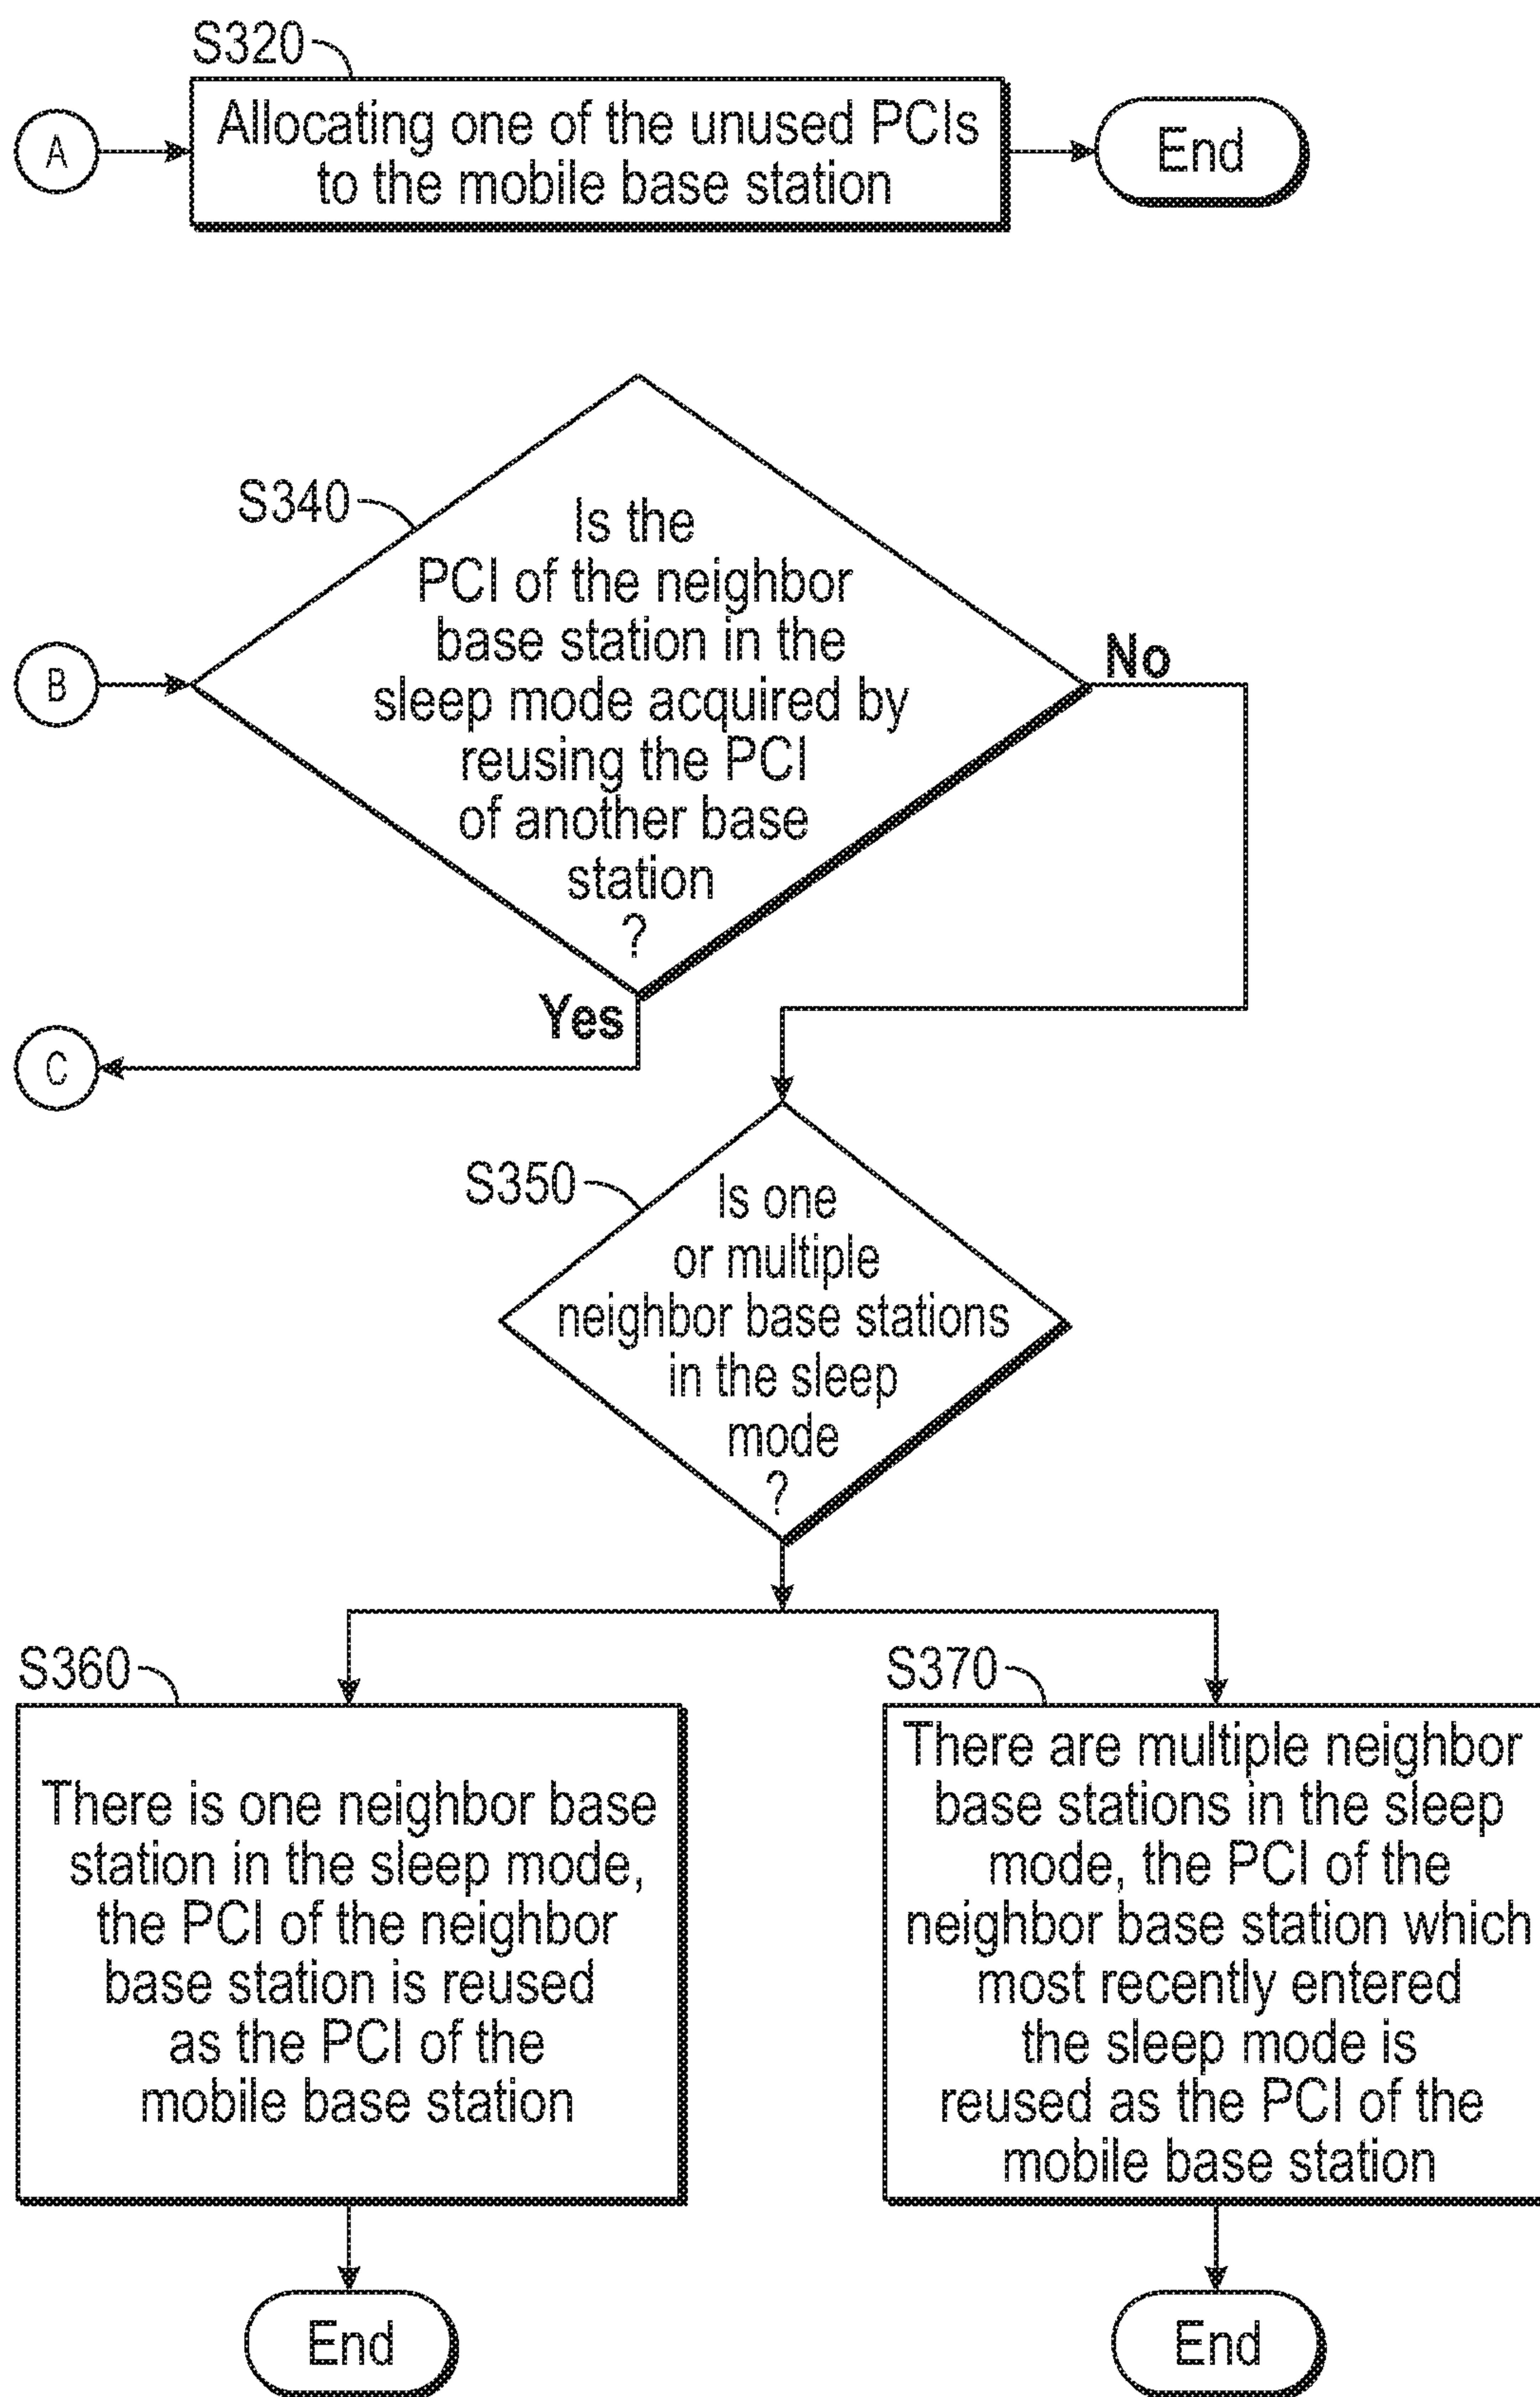 S320
A
Allocating one of the unused PCIs
to the mobile base station
End
S340
B
Is the
PCI of the neighbor
base station in the
sleep mode acquired by
reusing the PCI
of another base
station
?
No
Yes
C
S350
Is one
or multiple
neighbor base stations
in the sleep
mode
?
S360
There is one neighbor base
station in the sleep mode,
the PCI of the neighbor
base station is reused
as the PCI of the
mobile base station
End
S370
There are multiple neighbor
base stations in the sleep
mode, the PCI of the
neighbor base station which
most recently entered
the sleep mode is
reused as the PCI of the
mobile base station
End